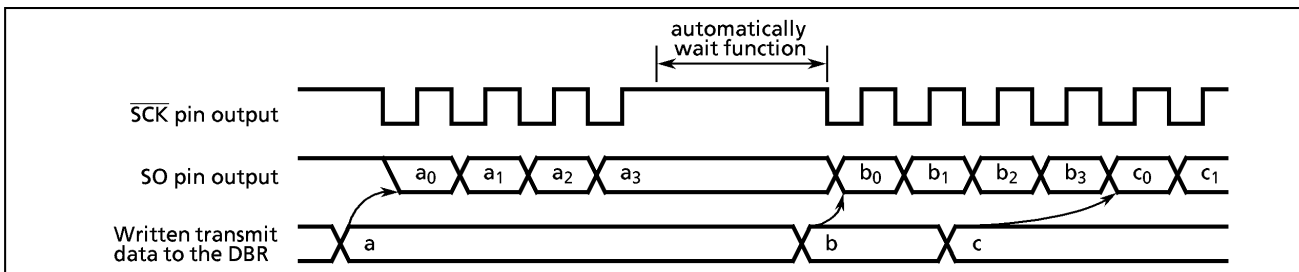 automatically
wait function
SCK pin output
SO pin output
a0 a1 a2 a3 b0 b1 b2 b3 c0 c1
Written transmit
data to the DBR
a b c